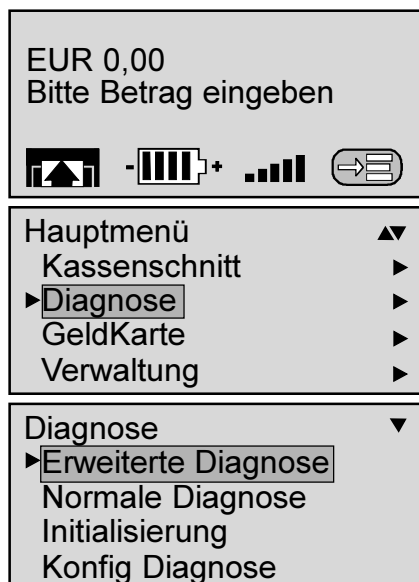 EUR 0,00
Bitte Betrag eingeben
Hauptmenü
Kassenschnitt
Diagnose
GeldKarte
Verwaltung
Diagnose
Erweiterte Diagnose
Normale Diagnose
Initialisierung
Konfig Diagnose